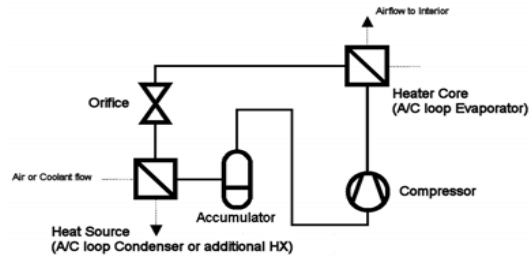 Airflow to Interior
Orifice
Heater Core
(A/C loop Evaporator)
Air or Coolant flow
Compressor
Accumulator
Heat Source
(A/C loop Condenser or additional HX)